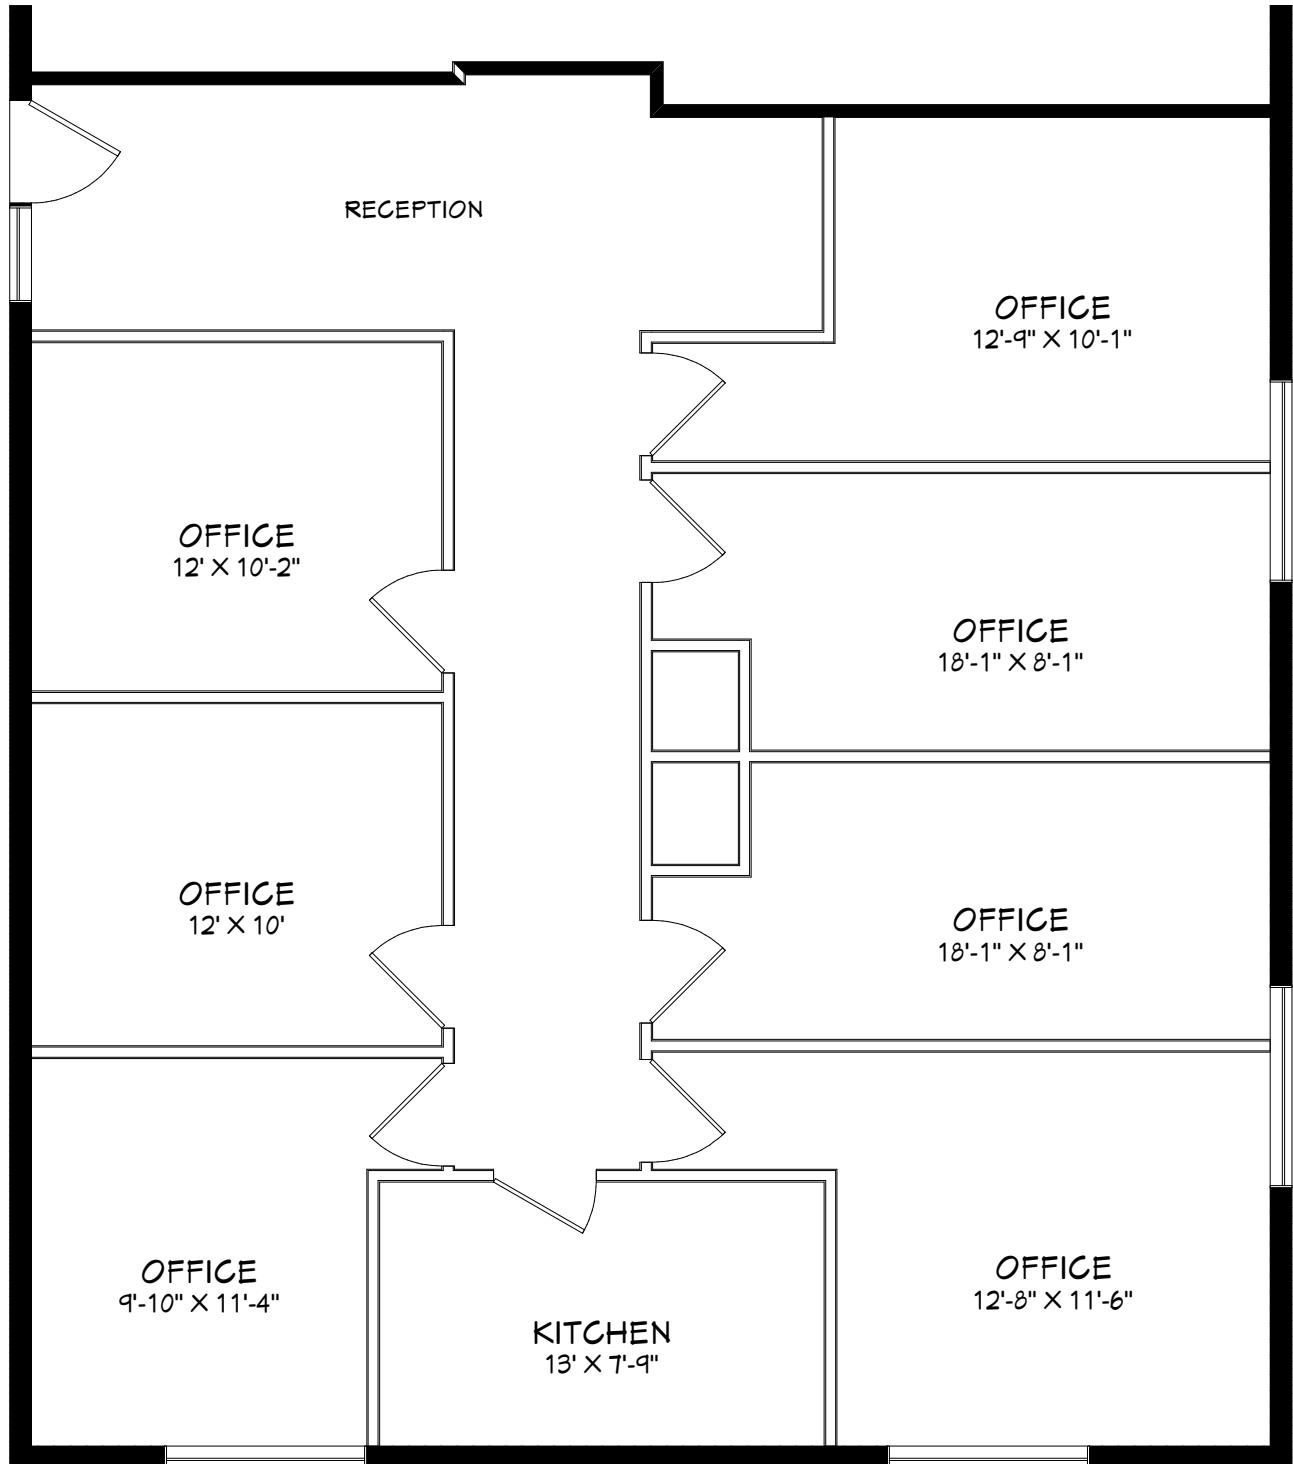 RECEPTION
OFFICE
12'-9" X 10'-1"
OFFICE
12' X 10'-2"
OFFICE
18'-1" X 8'-1"
OFFICE
12' X 10'
OFFICE
18'-1" X 8'-1"
OFFICE
9'-10" X 11'-4"
OFFICE
12'-8" X 11'-6"
KITCHEN
13' X 7'-9"